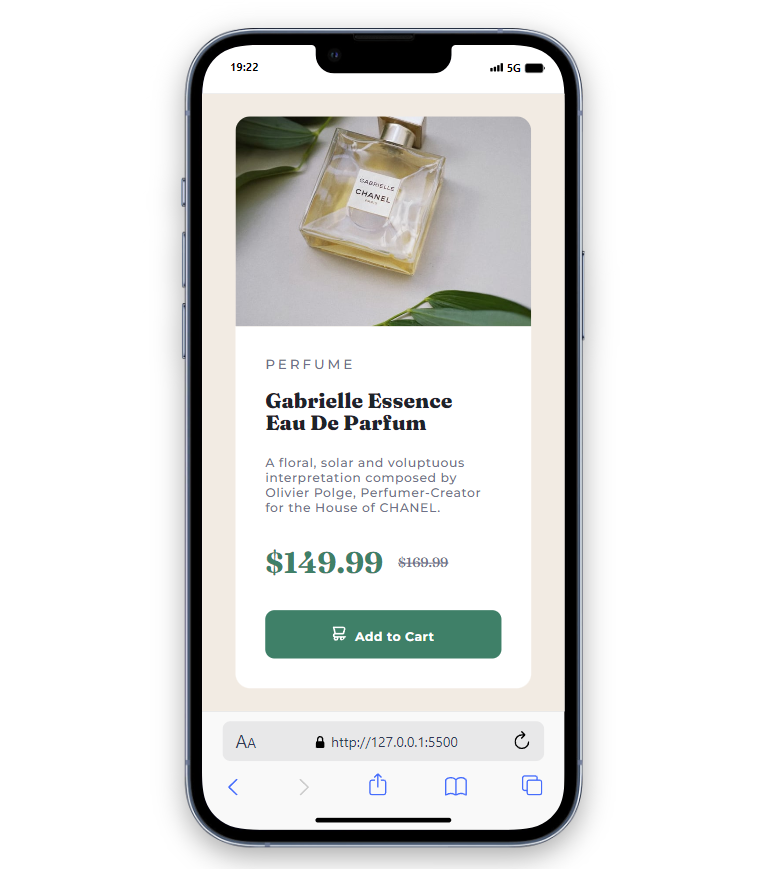 19:22
5G
GABRIELLE
CHANEL
PARIS
PERFUME
Gabrielle Essence
Eau De Parfum
A floral, solar and voluptuous
interpretation composed by
Olivier Polge, Perfumer-Creator
for the House of CHANEL.
$149.99 $169.99
Add to Cart
AA http://127.0.0.1:5500